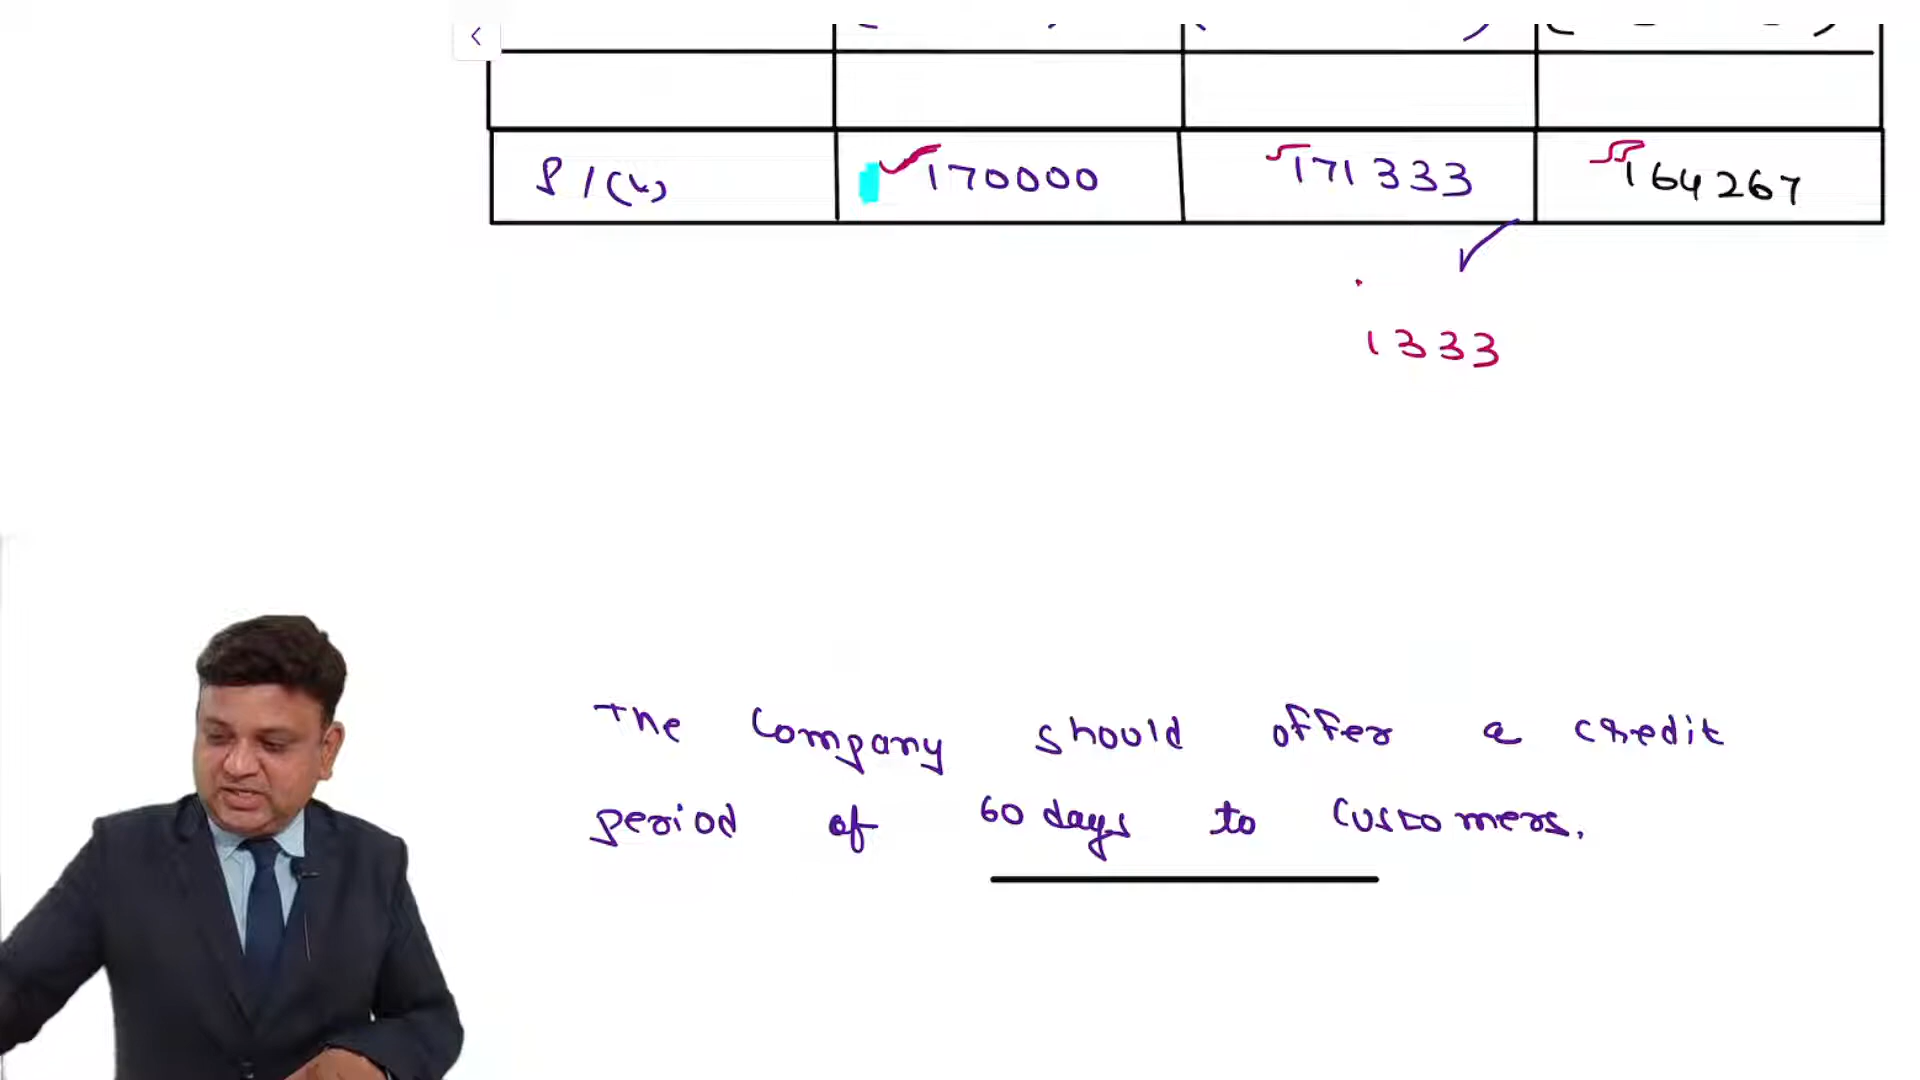 P/(L) 170000 171333 164267
1333
The Company should offer a credit
period of 60 days to customers.